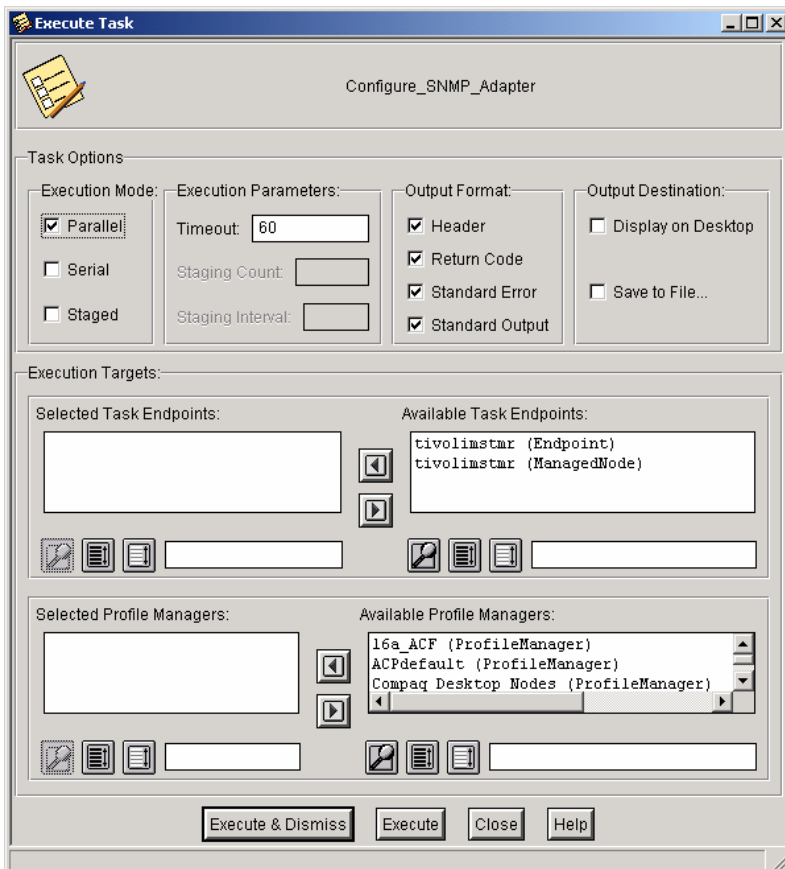 Execute Task
Configure_SNMP_Adapter
Task Options
Execution Mode:
Parallel
Serial
Staged
Execution Parameters:
Timeout: 60
Staging Count:
Staging Interval:
Output Format:
Header
Return Code
Standard Error
Standard Output
Output Destination:
Display on Desktop
Save to File...
Execution Targets:
Selected Task Endpoints:
Available Task Endpoints:
tivolimstmr (Endpoint)
tivolimstmr (ManagedNode)
Selected Profile Managers:
Available Profile Managers:
16a_ACF (ProfileManager)
ACPdefault (ProfileManager)
Compaq Desktop Nodes (ProfileManager)
Execute & Dismiss
Execute
Close
Help